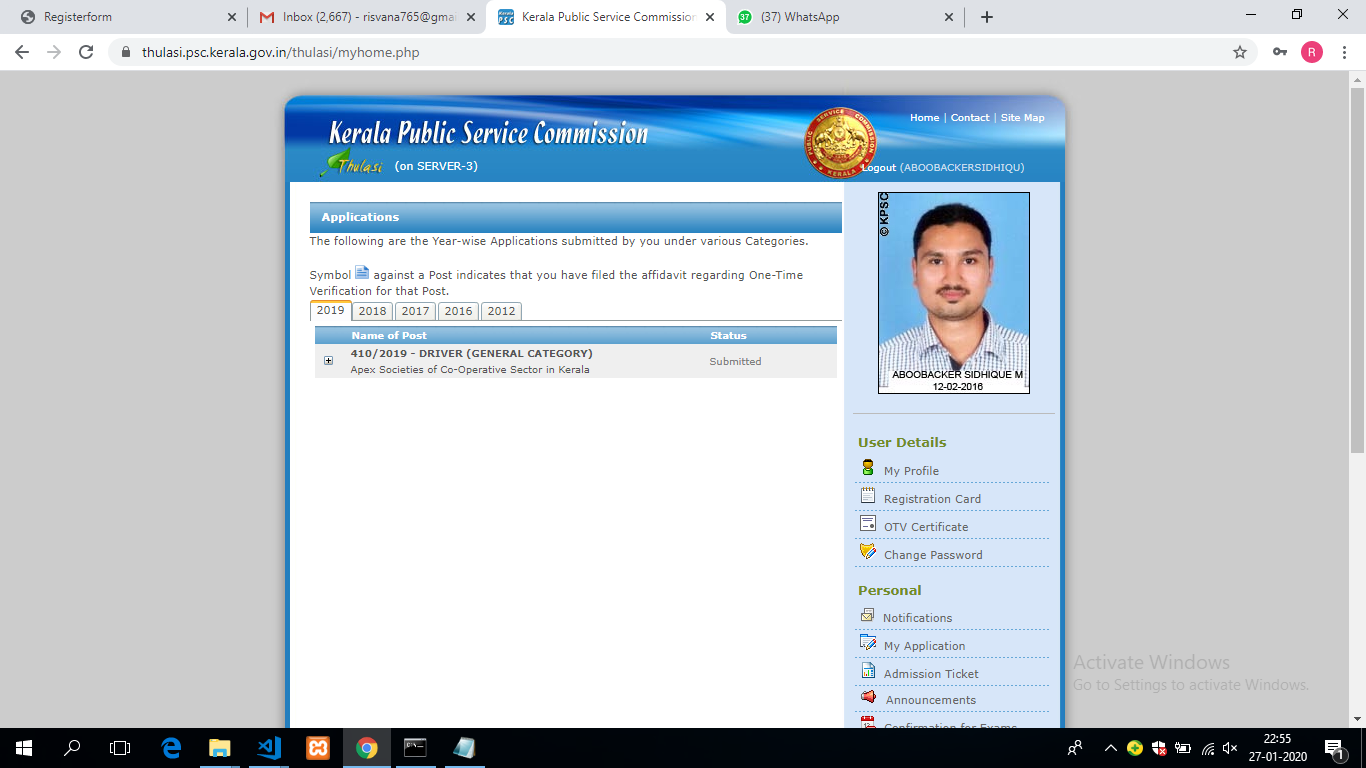 Registerform
Inbox (2,667) - risvana765@gmai
Kerala Public Service Commission
(37) WhatsApp
thulasi.psc.kerala.gov.in/thulasi/myhome.php
R
Kerala Public Service Commission
Thulasi (on SERVER-3)
Home | Contact | Site Map
Logout (ABOOBACKERSIDHIQU)
Applications
The following are the Year-wise Applications submitted by you under various Categories.
Symbol against a Post indicates that you have filed the affidavit regarding One-Time
Verification for that Post.
2019 2018 2017 2016 2012
Name of Post Status
410/2019 - DRIVER (GENERAL CATEGORY)
Apex Societies of Co-Operative Sector in Kerala
Submitted
© KPSC
ABOOBACKER SIDHIQUE M
12-02-2016
User Details
My Profile
Registration Card
OTV Certificate
Change Password
Personal
Notifications
My Application
Admission Ticket
Announcements
Confirmation for Exams
Activate Windows
Go to Settings to activate Windows.
22:55
27-01-2020
1